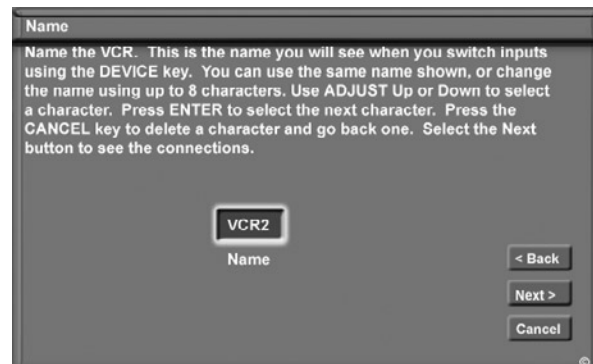 Name
Name the VCR.  This is the name you will see when you switch inputs
using the DEVICE key.  You can use the same name shown, or change
the name using up to 8 characters. Use ADJUST Up or Down to select
a character.  Press ENTER to select the next character.  Press the
CANCEL key to delete a character and go back one.  Select the Next
button to see the connections.
VCR2
Name
< Back
Next >
Cancel
©